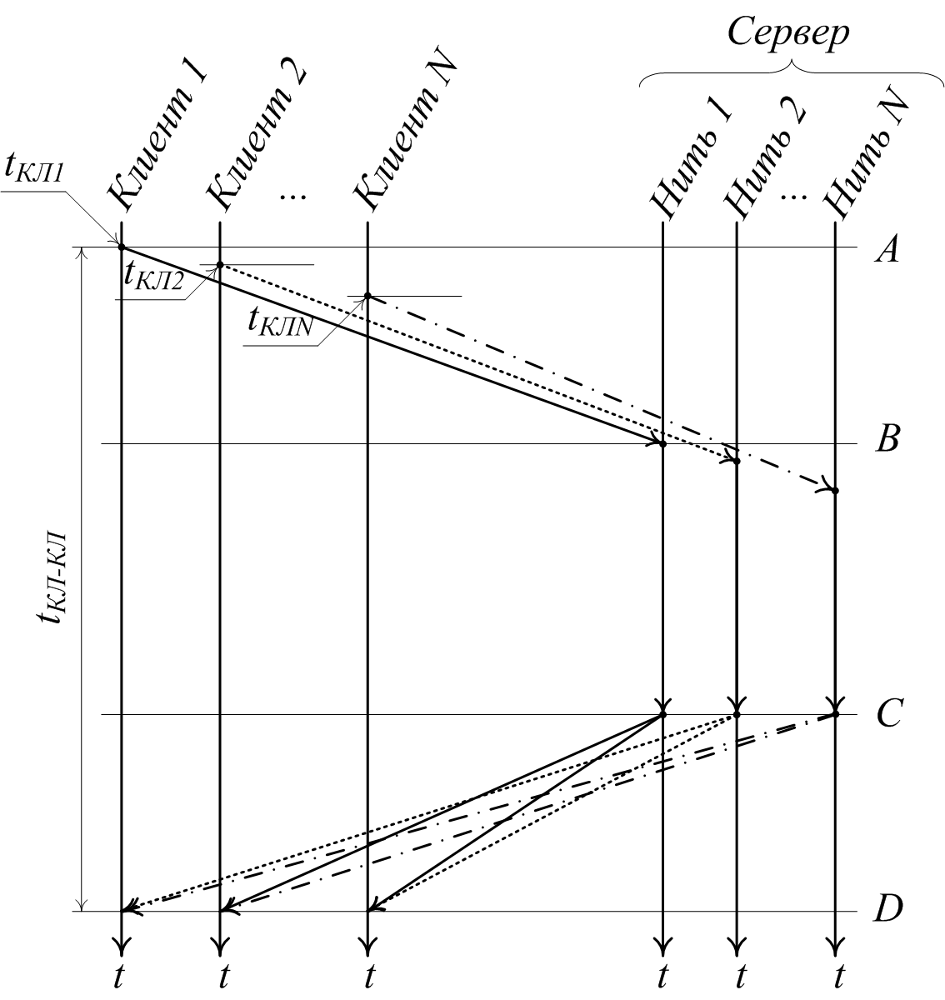 Сервер
Клиент 1
Клиент 2
...
Клиент N
Нить 1
Нить 2
...
Нить N
tКЛ1
A
tКЛ2
tКЛN
B
tКЛ-КЛ
C
D
t
t
t
t
t
t